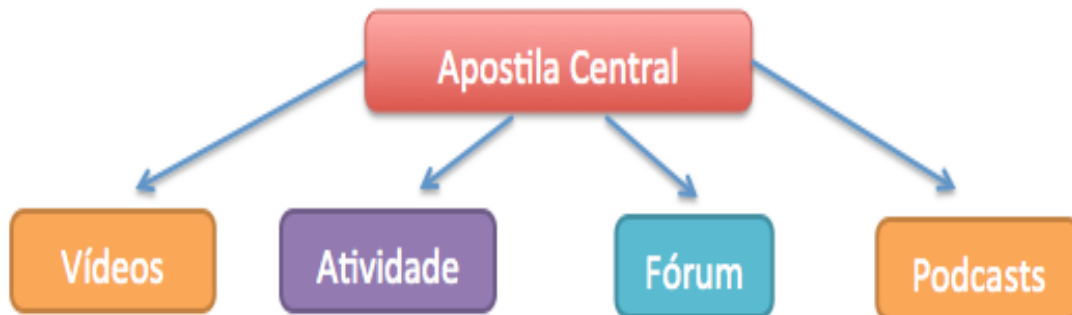 Apostila Central
Vídeos
Atividade
Fórum
Podcasts